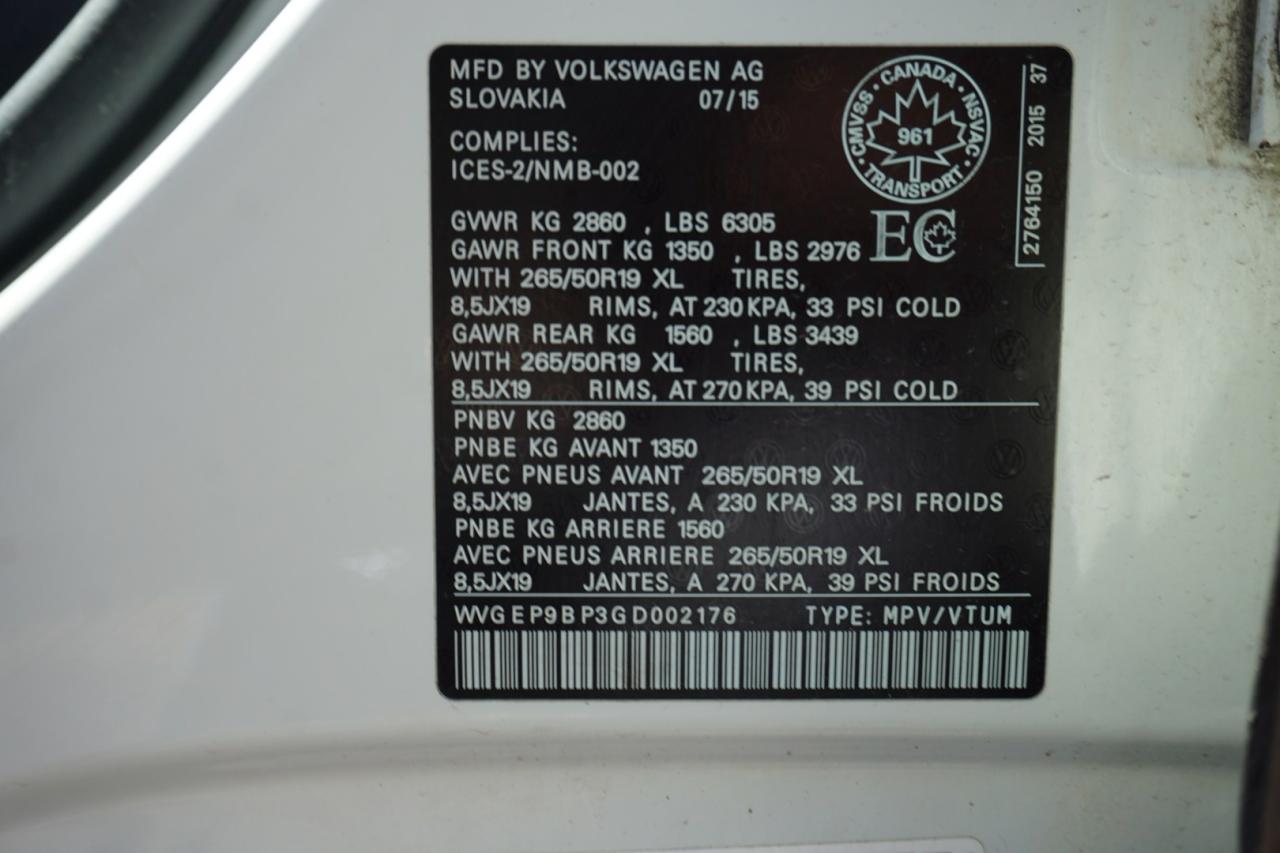 MFD BY VOLKSWAGEN AG
SLOVAKIA 07/15
COMPLIES:
ICES-2/NMB-002
CMVSS · CANADA · NSVAC · TRANSPORT ·
961
EC
2764150 2015 37
GVWR KG 2860 , LBS 6305
GAWR FRONT KG 1350 , LBS 2976
WITH 265/50R19 XL TIRES,
8,5JX19 RIMS, AT 230 KPA, 33 PSI COLD
GAWR REAR KG 1560 , LBS 3439
WITH 265/50R19 XL TIRES,
8,5JX19 RIMS, AT 270 KPA, 39 PSI COLD
PNBV KG 2860
PNBE KG AVANT 1350
AVEC PNEUS AVANT 265/50R19 XL
8,5JX19 JANTES, A 230 KPA, 33 PSI FROIDS
PNBE KG ARRIERE 1560
AVEC PNEUS ARRIERE 265/50R19 XL
8,5JX19 JANTES, A 270 KPA, 39 PSI FROIDS
WVGEP9BP3GD002176 TYPE: MPV/VTUM